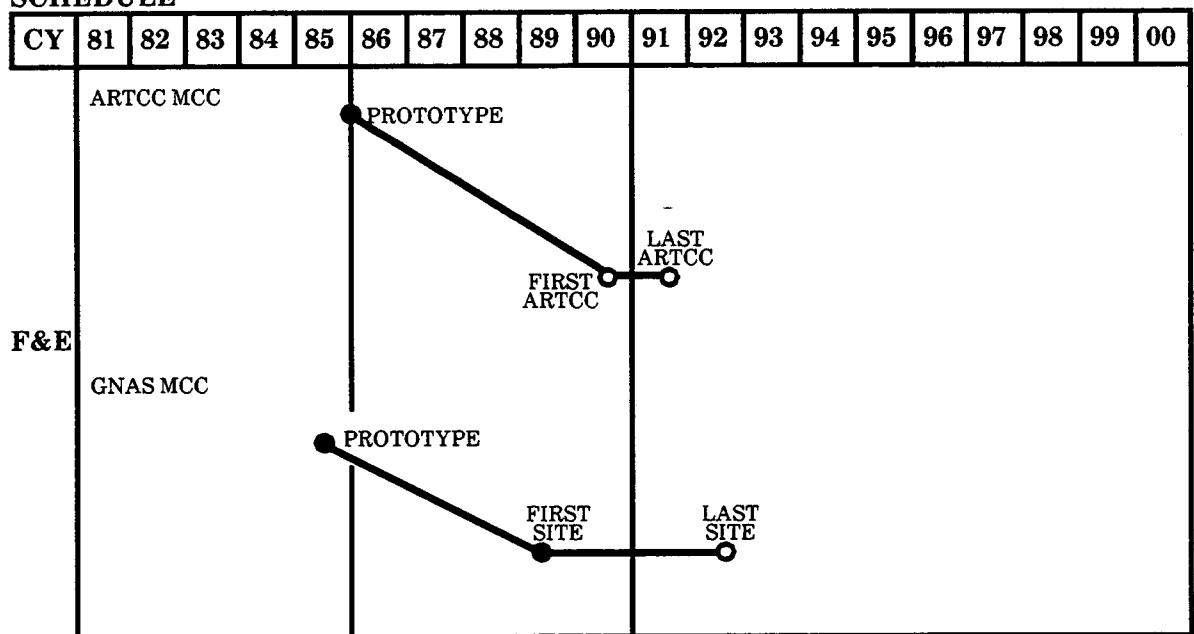 SCHEDULE
CY 81 82 83 84 85 86 87 88 89 90 91 92 93 94 95 96 97 98 99 00
ARTCC MCC
PROTOTYPE
LAST
ARTCC
FIRST
ARTCC
F&E
GNAS MCC
PROTOTYPE
FIRST
SITE
LAST
SITE